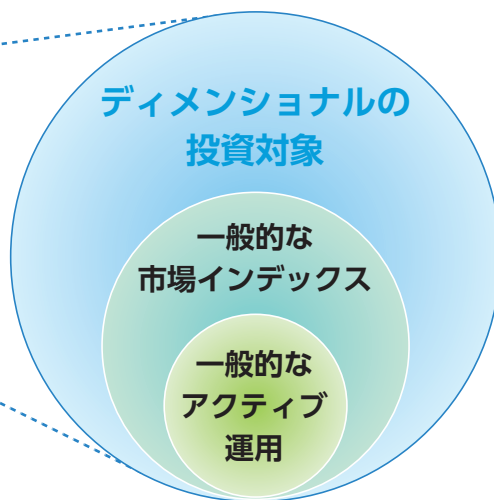 ディメンショナルの
投資対象
一般的な
市場インデックス
一般的な
アクティブ
運用